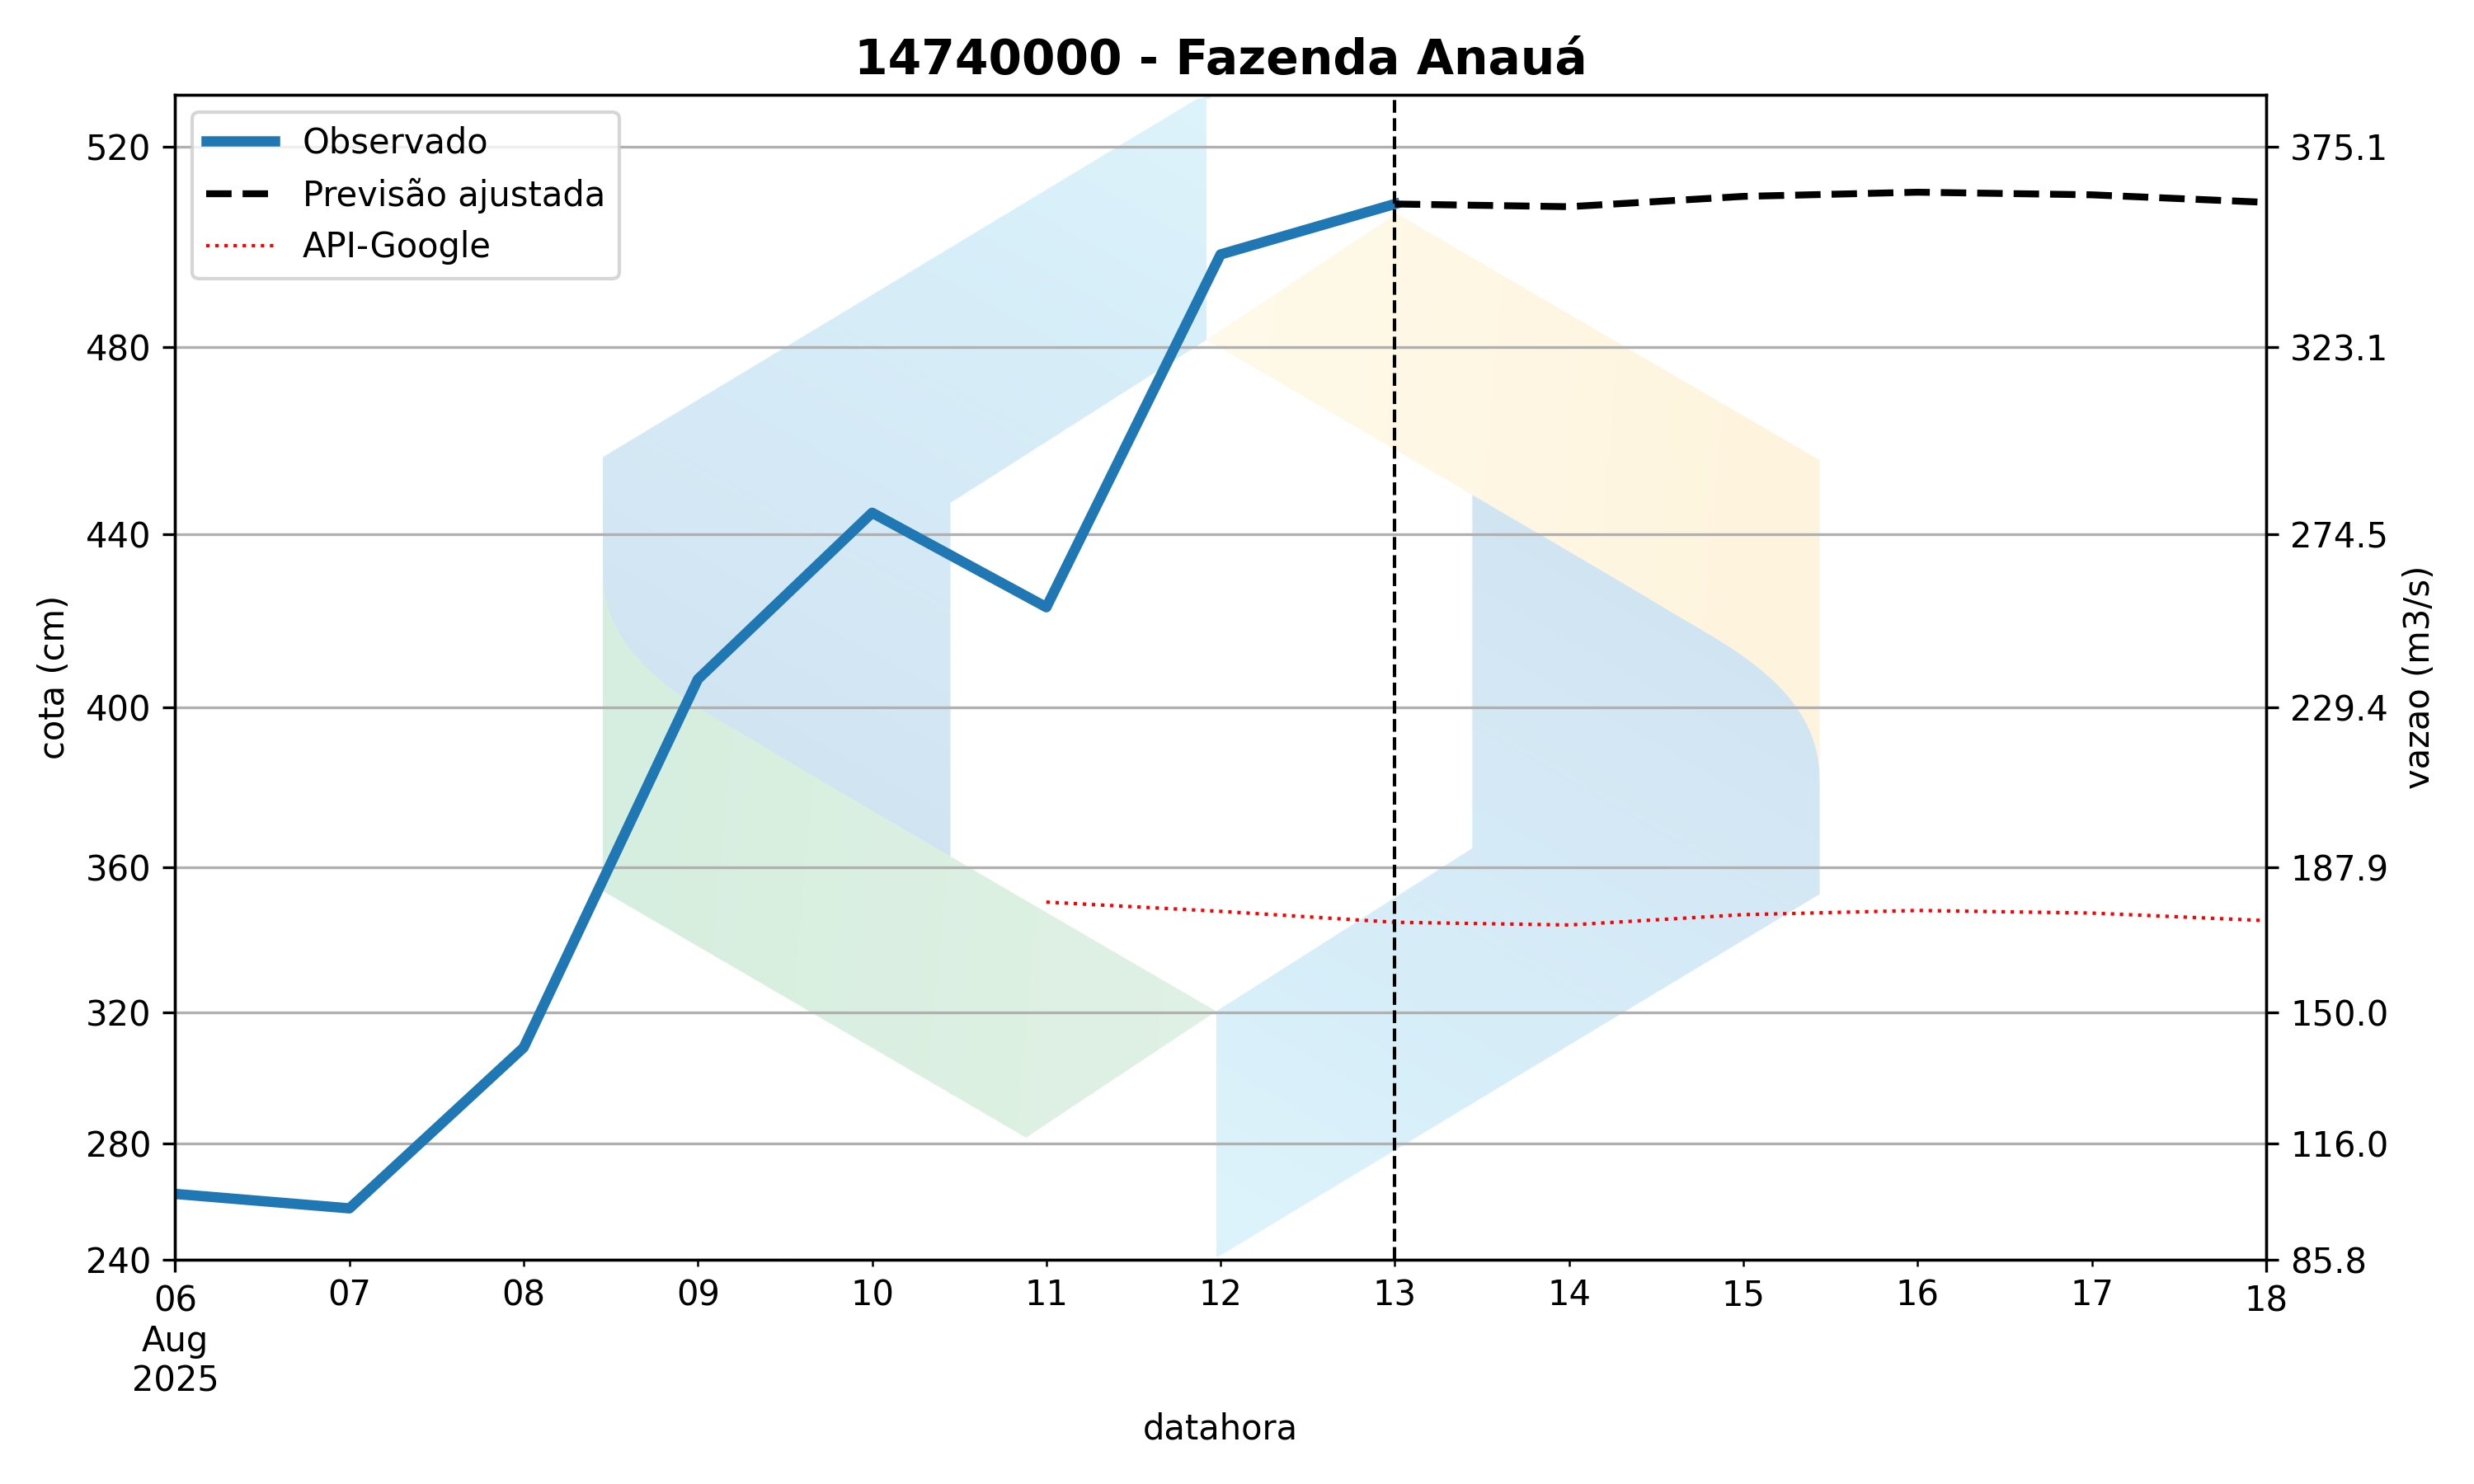 14740000 - Fazenda Anauá
Observado
Previsão ajustada
API-Google
520
480
440
400
360
320
280
240
cota (cm)
375.1
323.1
274.5
229.4
187.9
150.0
116.0
85.8
vazao (m3/s)
06 07 08 09 10 11 12 13 14 15 16 17 18
Aug
2025
datahora